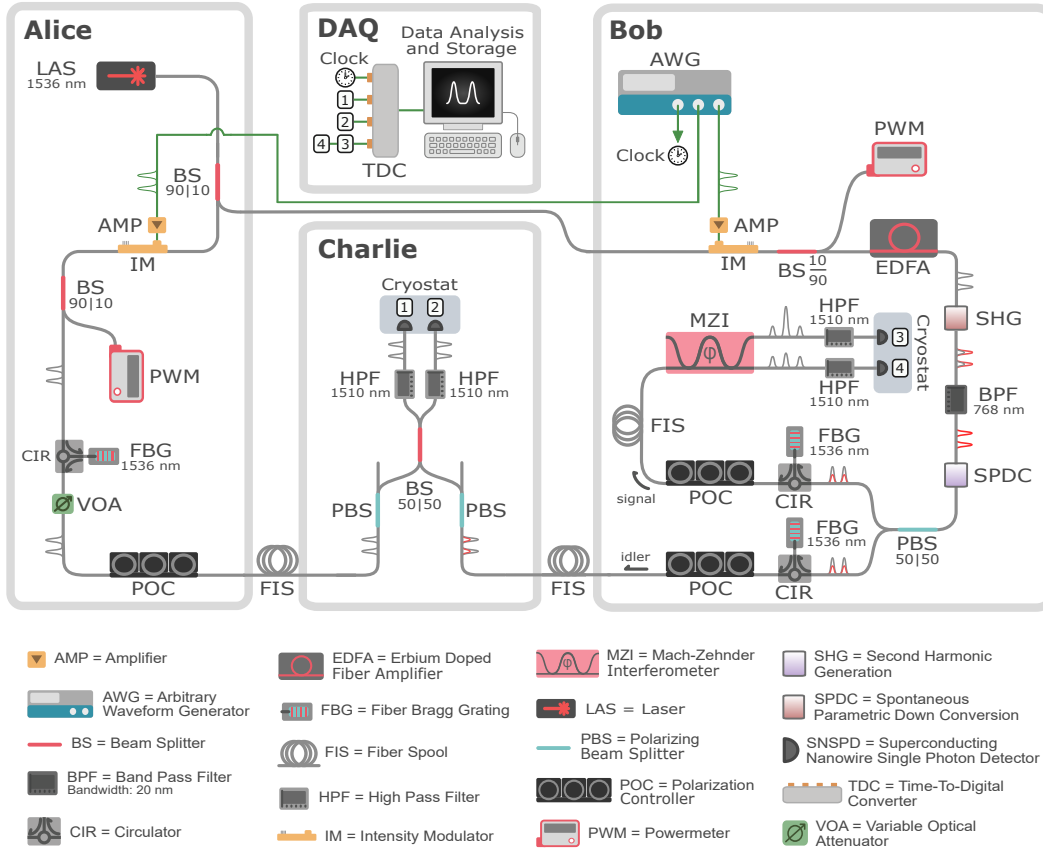 Alice
LAS
1536 nm
BS
90|10
AMP
IM
BS
90|10
PWM
CIR
FBG
1536 nm
VOA
POC
FIS
DAQ
Clock
Data Analysis
and Storage
1
2
4
3
TDC
Charlie
Cryostat
1
2
HPF
1510 nm
HPF
1510 nm
BS
50|50
PBS
PBS
FIS
Bob
AWG
Clock
PWM
AMP
IM
BS
10
90
EDFA
SHG
BPF
768 nm
SPDC
MZI
φ
HPF
1510 nm
HPF
1510 nm
3
4
Cryostat
FIS
signal
POC
FBG
1536 nm
CIR
PBS
50|50
idler
POC
FBG
1536 nm
CIR
AMP = Amplifier
AWG = Arbitrary
Waveform Generator
BS = Beam Splitter
BPF = Band Pass Filter
Bandwidth: 20 nm
CIR = Circulator
EDFA = Erbium Doped
Fiber Amplifier
FBG = Fiber Bragg Grating
FIS = Fiber Spool
HPF = High Pass Filter
IM = Intensity Modulator
φ
MZI = Mach-Zehnder
Interferometer
LAS = Laser
PBS = Polarizing
Beam Splitter
POC = Polarization
Controller
PWM = Powermeter
SHG = Second Harmonic
Generation
SPDC = Spontaneous
Parametric Down Conversion
SNSPD = Superconducting
Nanowire Single Photon Detector
TDC = Time-To-Digital
Converter
VOA = Variable Optical
Attenuator